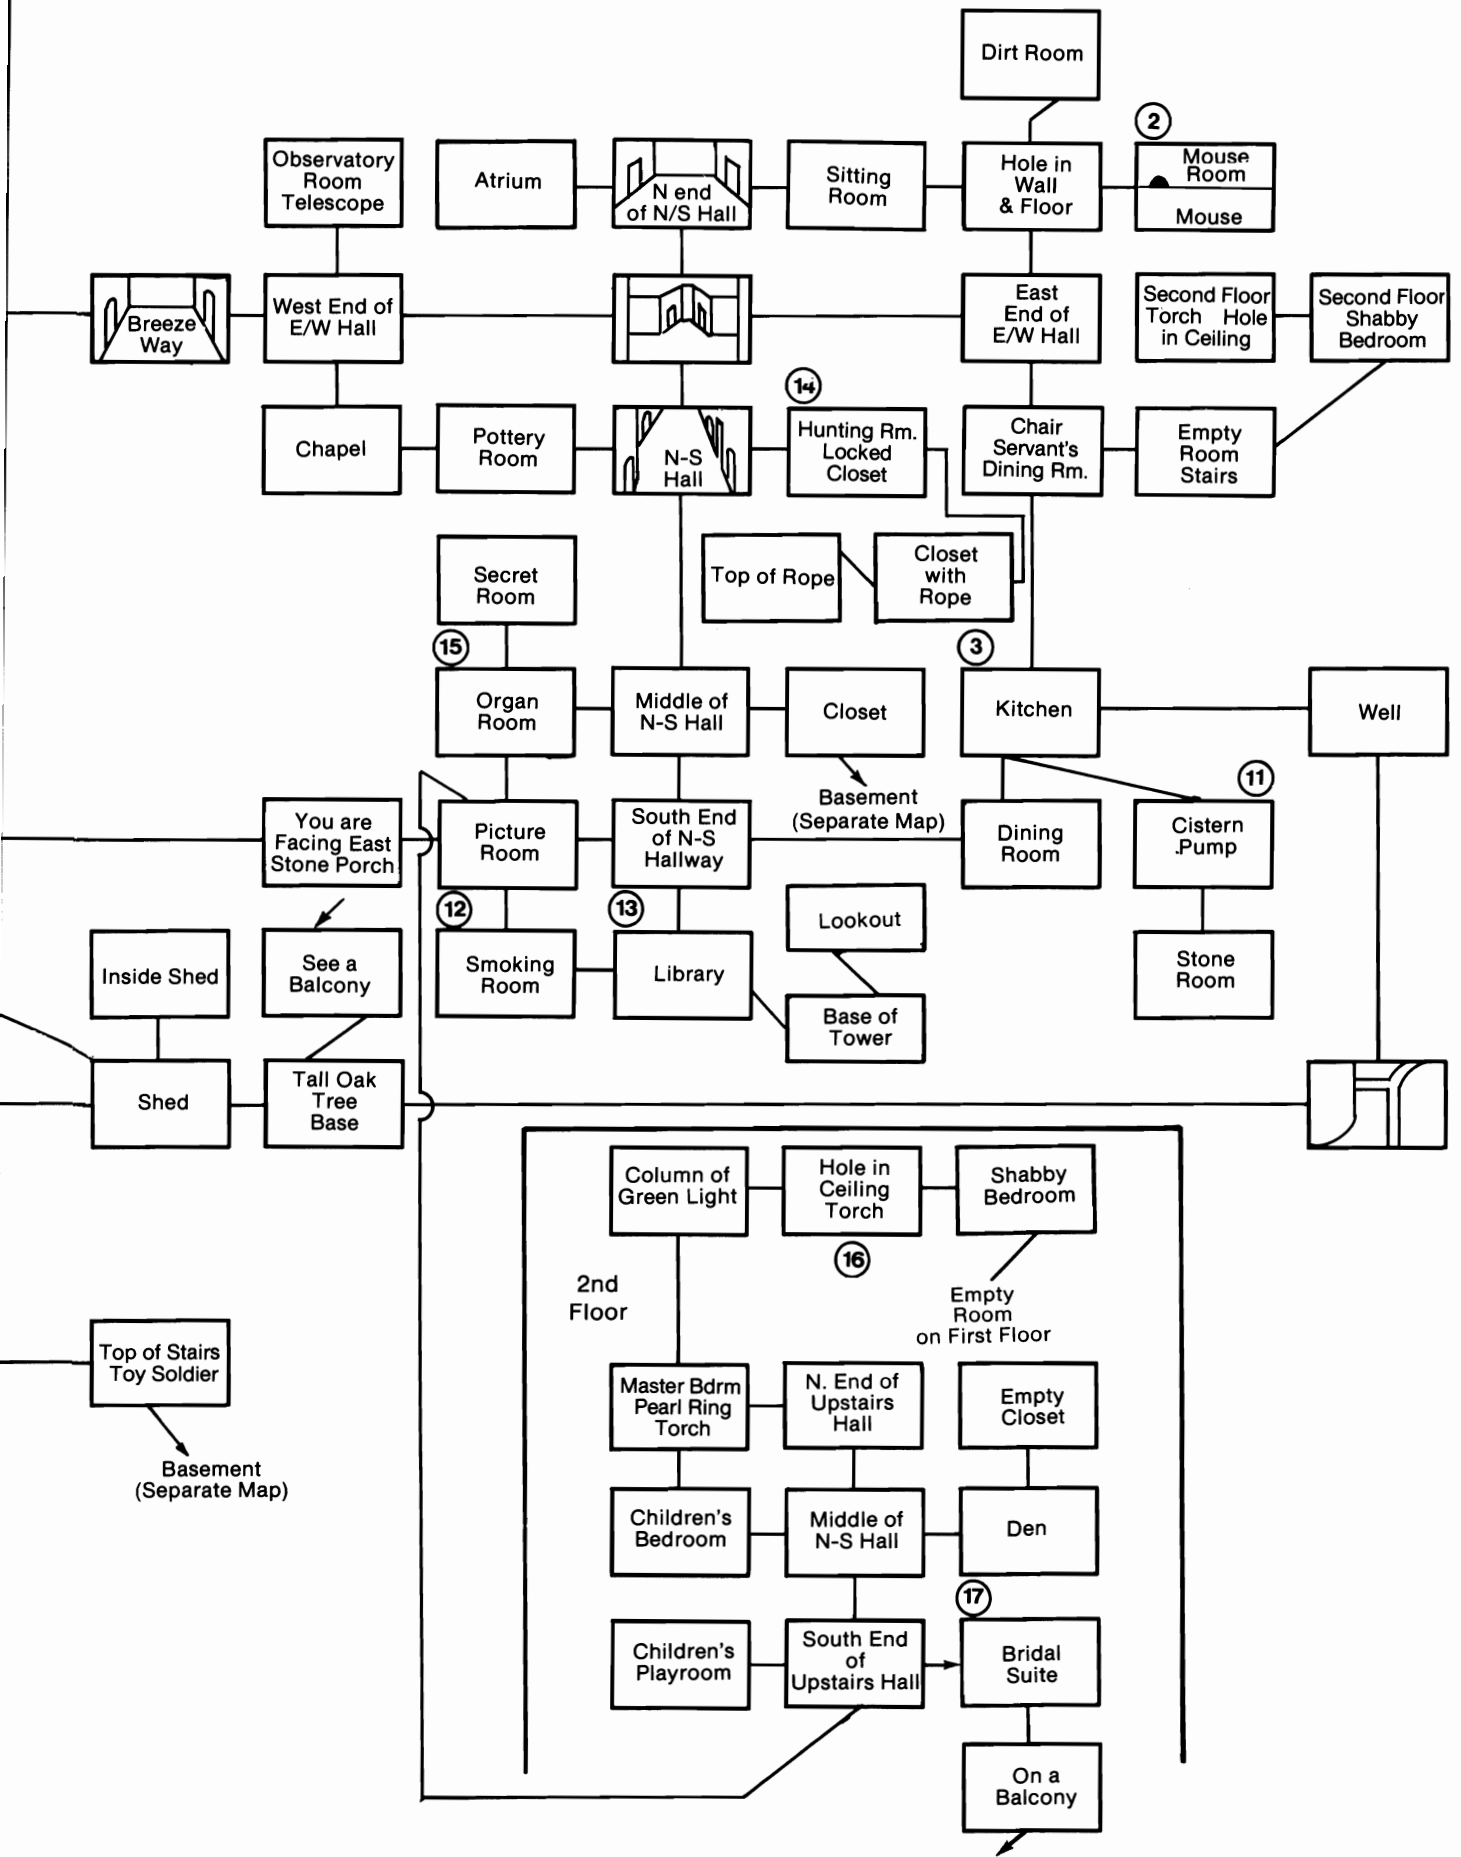 Dirt Room
2
Observatory
Room
Telescope
Atrium
N end
of N/S Hall
Sitting
Room
Hole in
Wall
& Floor
Mouse
Room
Mouse
Breeze
Way
West End of
E/W Hall
East
End of
E/W Hall
Second Floor
Torch Hole
in Ceiling
Second Floor
Shabby
Bedroom
14
Chapel
Pottery
Room
N-S
Hall
Hunting Rm.
Locked
Closet
Chair
Servant's
Dining Rm.
Empty
Room
Stairs
Secret
Room
Top of Rope
Closet
with
Rope
15
3
Organ
Room
Middle of
N-S Hall
Closet
Kitchen
Well
Basement
(Separate Map)
11
You are
Facing East
Stone Porch
Picture
Room
South End
of N-S
Hallway
Dining
Room
Cistern
.Pump
12
13
Lookout
Inside Shed
See a
Balcony
Smoking
Room
Library
Base of
Tower
Stone
Room
Shed
Tall Oak
Tree
Base
Column of
Green Light
Hole in
Ceiling
Torch
Shabby
Bedroom
16
2nd
Floor
Empty
Room
on First Floor
Top of Stairs
Toy Soldier
Basement
(Separate Map)
Master Bdrm
Pearl Ring
Torch
N. End of
Upstairs
Hall
Empty
Closet
Children's
Bedroom
Middle of
N-S Hall
Den
17
Children's
Playroom
South End
of
Upstairs Hall
Bridal
Suite
On a
Balcony